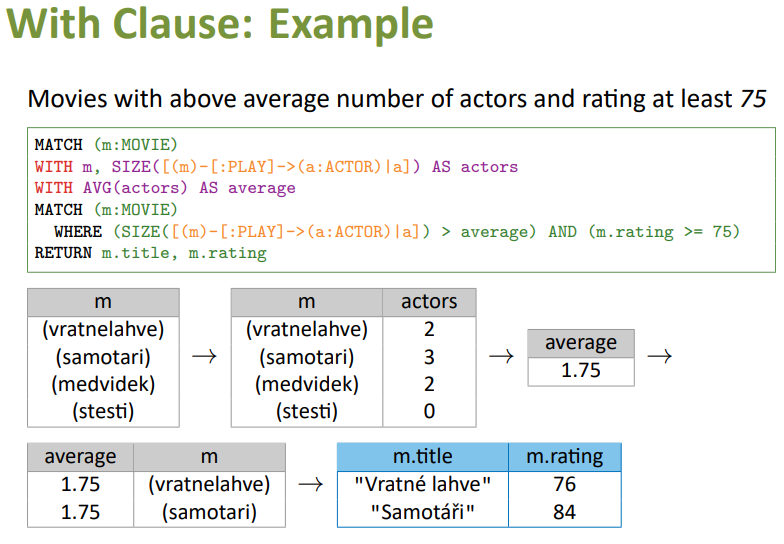 With Clause: Example
Movies with above average number of actors and rating at least 75
MATCH (m:MOVIE)
WITH m, SIZE([(m)-[:PLAY]->(a:ACTOR)|a]) AS actors
WITH AVG(actors) AS average
MATCH (m:MOVIE)
WHERE (SIZE([(m)-[:PLAY]->(a:ACTOR)|a]) > average) AND (m.rating >= 75)
RETURN m.title, m.rating
m
(vratnelahve)
(samotari)
(medvidek)
(stesti)
→
m actors
(vratnelahve) 2
(samotari) 3
(medvidek) 2
(stesti) 0
→
average
1.75
→
average m
1.75 (vratnelahve)
1.75 (samotari)
→
m.title m.rating
"Vratné lahve" 76
"Samotáři" 84